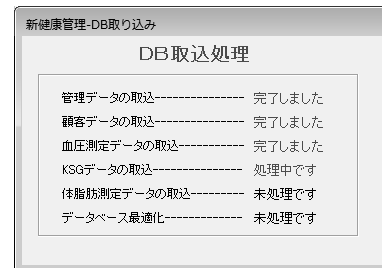 新健康管理-DB取り込み
DB取込処理
管理データの取込--------------- 完了しました
顧客データの取込--------------- 完了しました
血圧測定データの取込----------- 完了しました
KSGデータの取込--------------- 処理中です
体脂肪測定データの取込--------- 未処理です
データベース最適化------------- 未処理です